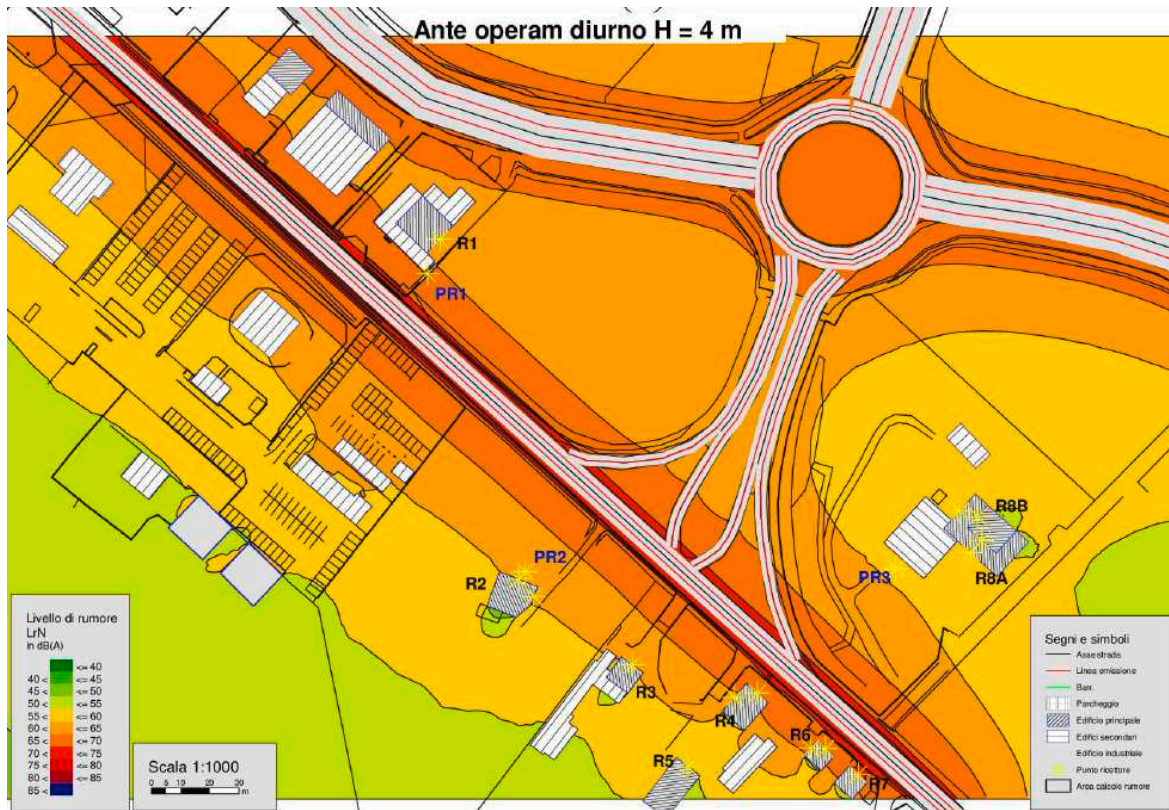 Ante operam diurno H = 4 m
R1
PR1
PR2
R2
R3
R4
R5
R6
R7
PR3
R8B
R8A
Livello di rumore
LrN
in dB(A)
<= 40
40 < <= 45
45 < <= 50
50 < <= 55
55 < <= 60
60 < <= 65
65 < <= 70
70 < <= 75
75 < <= 80
80 < <= 85
85 <
Scala 1:1000
0 5 10 20 30
m
Segni e simboli
Asse strada
Linea emissione
Barr.
Parcheggio
Edificio principale
Edifici secondari
Edificio industriale
Punto ricettore
Area calcolo rumore